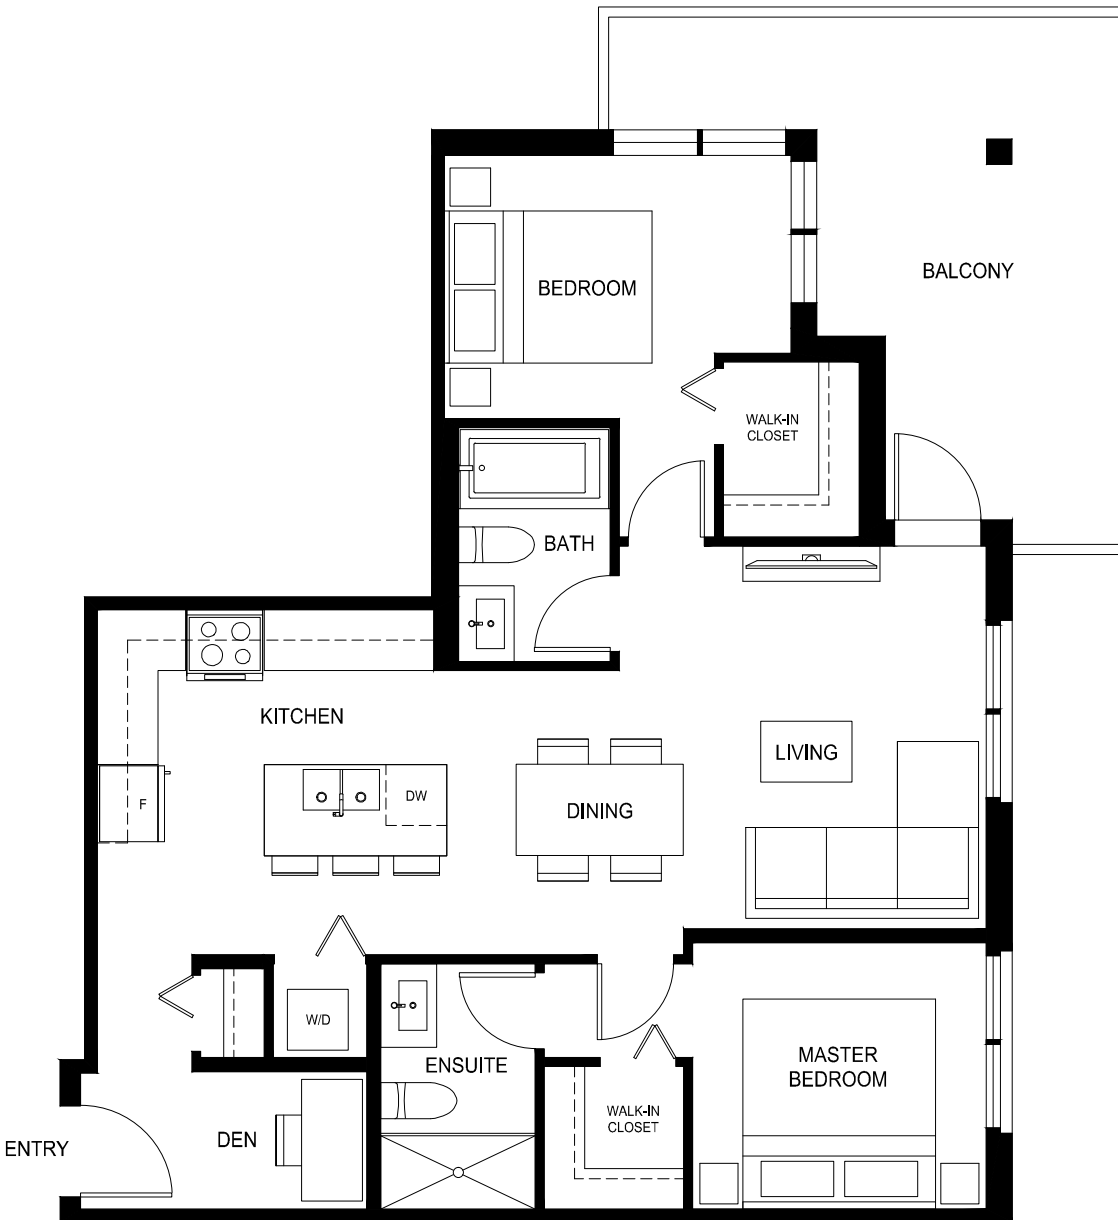 BALCONY
BEDROOM
WALK-IN
CLOSET
BATH
KITCHEN
LIVING
F
DW
DINING
W/D
ENSUITE
MASTER
BEDROOM
WALK-IN
CLOSET
DEN
ENTRY